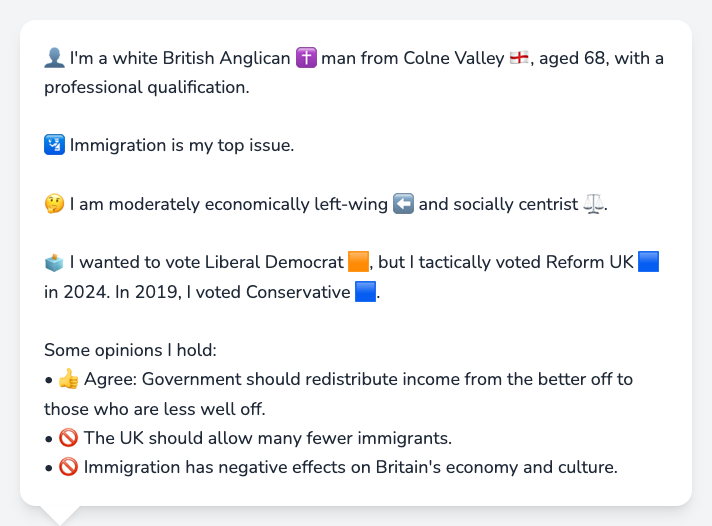 👤 I'm a white British Anglican ✝️ man from Colne Valley 🏴󠁧󠁢󠁥󠁮󠁧󠁿, aged 68, with a
professional qualification.
🛂 Immigration is my top issue.
🤔 I am moderately economically left-wing ⬅️ and socially centrist ⚖️.
🗳️ I wanted to vote Liberal Democrat 🟧, but I tactically voted Reform UK 🟦
in 2024. In 2019, I voted Conservative 🟦.
Some opinions I hold:
• 👍 Agree: Government should redistribute income from the better off to
those who are less well off.
• 🚫 The UK should allow many fewer immigrants.
• 🚫 Immigration has negative effects on Britain's economy and culture.